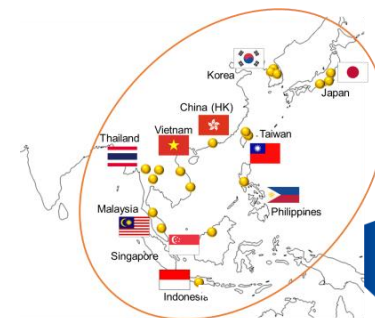 Korea
Japan
China (HK)
Thailand
Vietnam
Taiwan
Malaysia
Philippines
Singapore
Indonesia